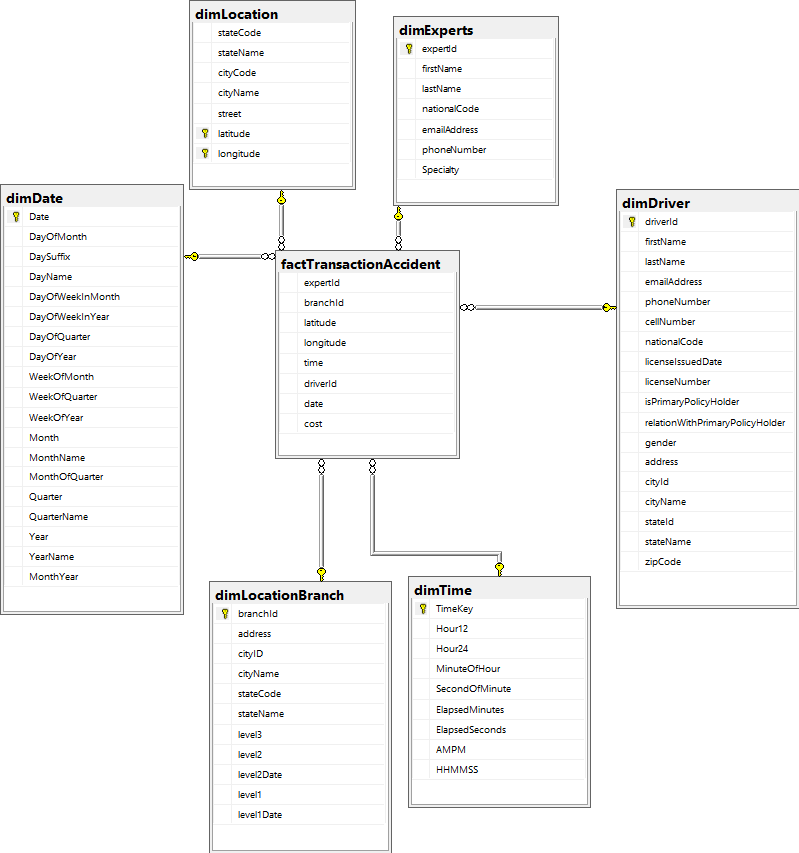 dimLocation
stateCode
stateName
cityCode
cityName
street
latitude
longitude
dimExperts
expertId
firstName
lastName
nationalCode
emailAddress
phoneNumber
Specialty
dimDate
Date
DayOfMonth
DaySuffix
DayName
DayOfWeekInMonth
DayOfWeekInYear
DayOfQuarter
DayOfYear
WeekOfMonth
WeekOfQuarter
WeekOfYear
Month
MonthName
MonthOfQuarter
Quarter
QuarterName
Year
YearName
MonthYear
factTransactionAccident
expertId
branchId
latitude
longitude
time
driverId
date
cost
dimDriver
driverId
firstName
lastName
emailAddress
phoneNumber
cellNumber
nationalCode
licenseIssuedDate
licenseNumber
isPrimaryPolicyHolder
relationWithPrimaryPolicyHolder
gender
address
cityId
cityName
stateId
stateName
zipCode
dimLocationBranch
branchId
address
cityID
cityName
stateCode
stateName
level3
level2
level2Date
level1
level1Date
dimTime
TimeKey
Hour12
Hour24
MinuteOfHour
SecondOfMinute
ElapsedMinutes
ElapsedSeconds
AMPM
HHMMSS